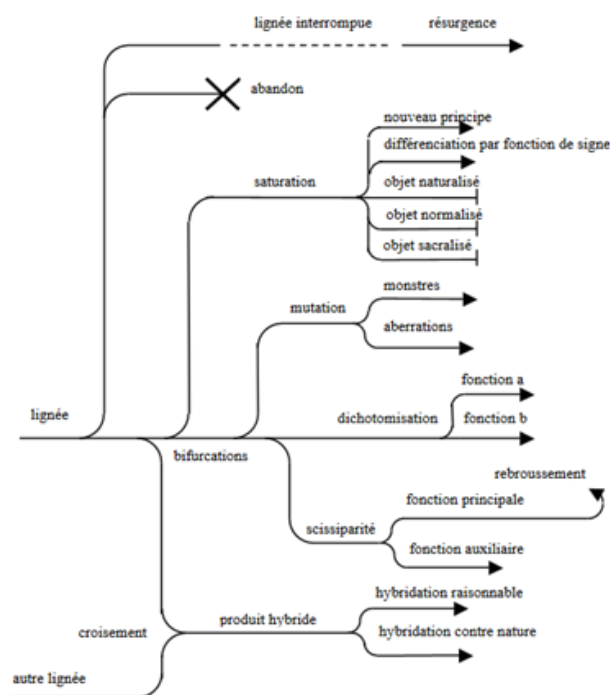 lignée interrompue
résurgence
abandon
nouveau principe
différenciation par fonction de signe
saturation
objet naturalisé
objet normalisé
objet sacralisé
monstres
mutation
aberrations
fonction a
lignée
dichotomisation
fonction b
bifurcations
rebroussement
fonction principale
scissiparité
fonction auxiliaire
hybridation raisonnable
produit hybride
hybridation contre nature
croisement
autre lignée